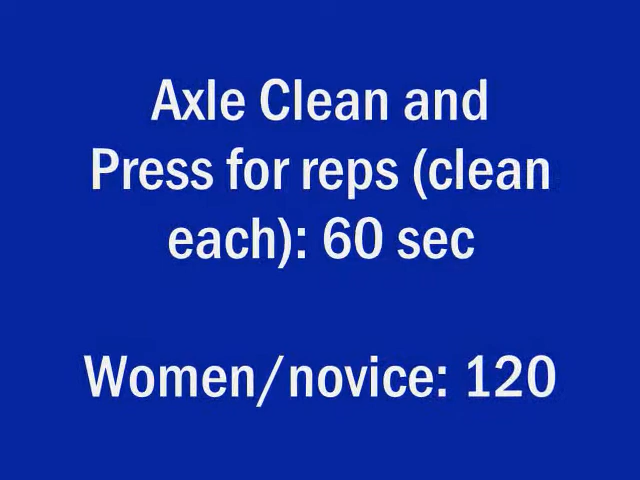 Axle Clean and
Press for reps (clean
each): 60 sec
Women/novice: 120